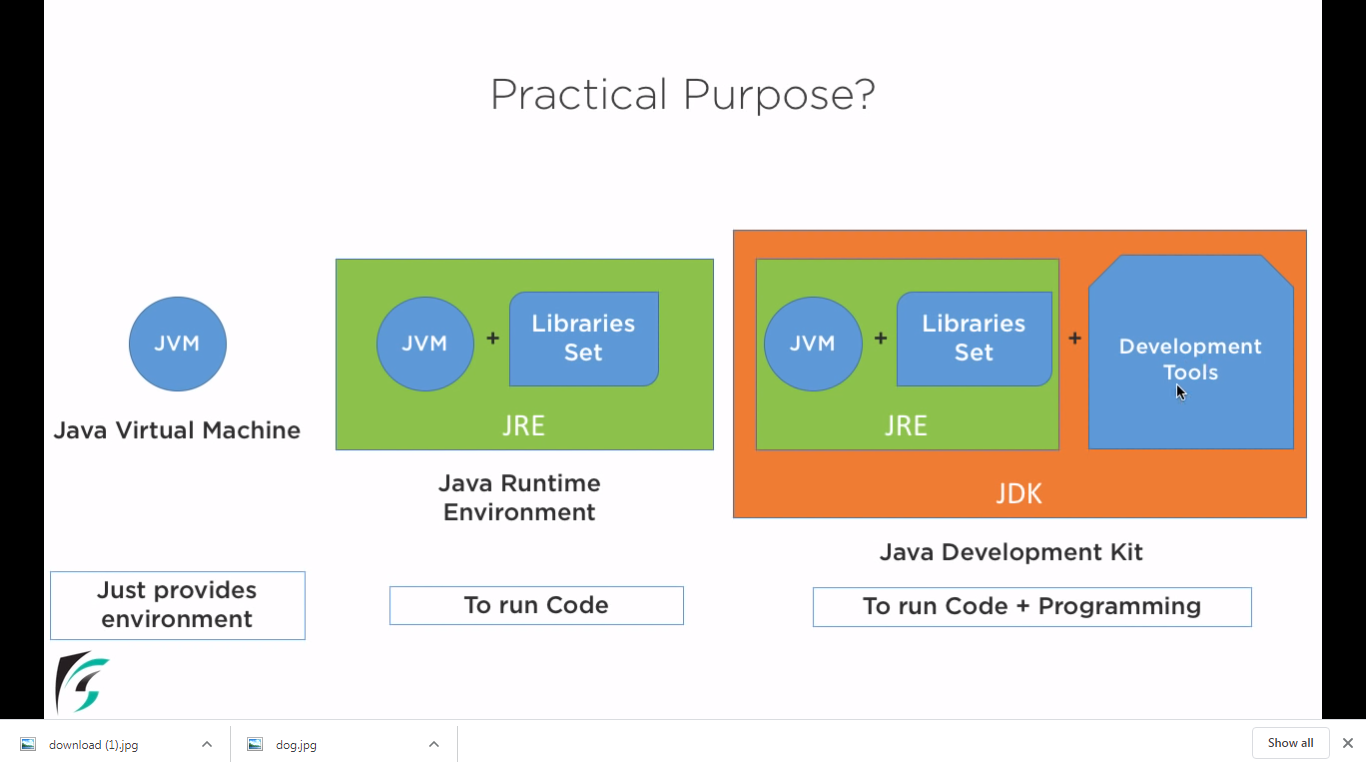 Practical Purpose?
JVM
Java Virtual Machine
Just provides
environment
JVM
+
Libraries
Set
JRE
Java Runtime
Environment
To run Code
JVM
+
Libraries
Set
JRE
+
Development
Tools
JDK
Java Development Kit
To run Code + Programming
download (1).jpg
dog.jpg
Show all